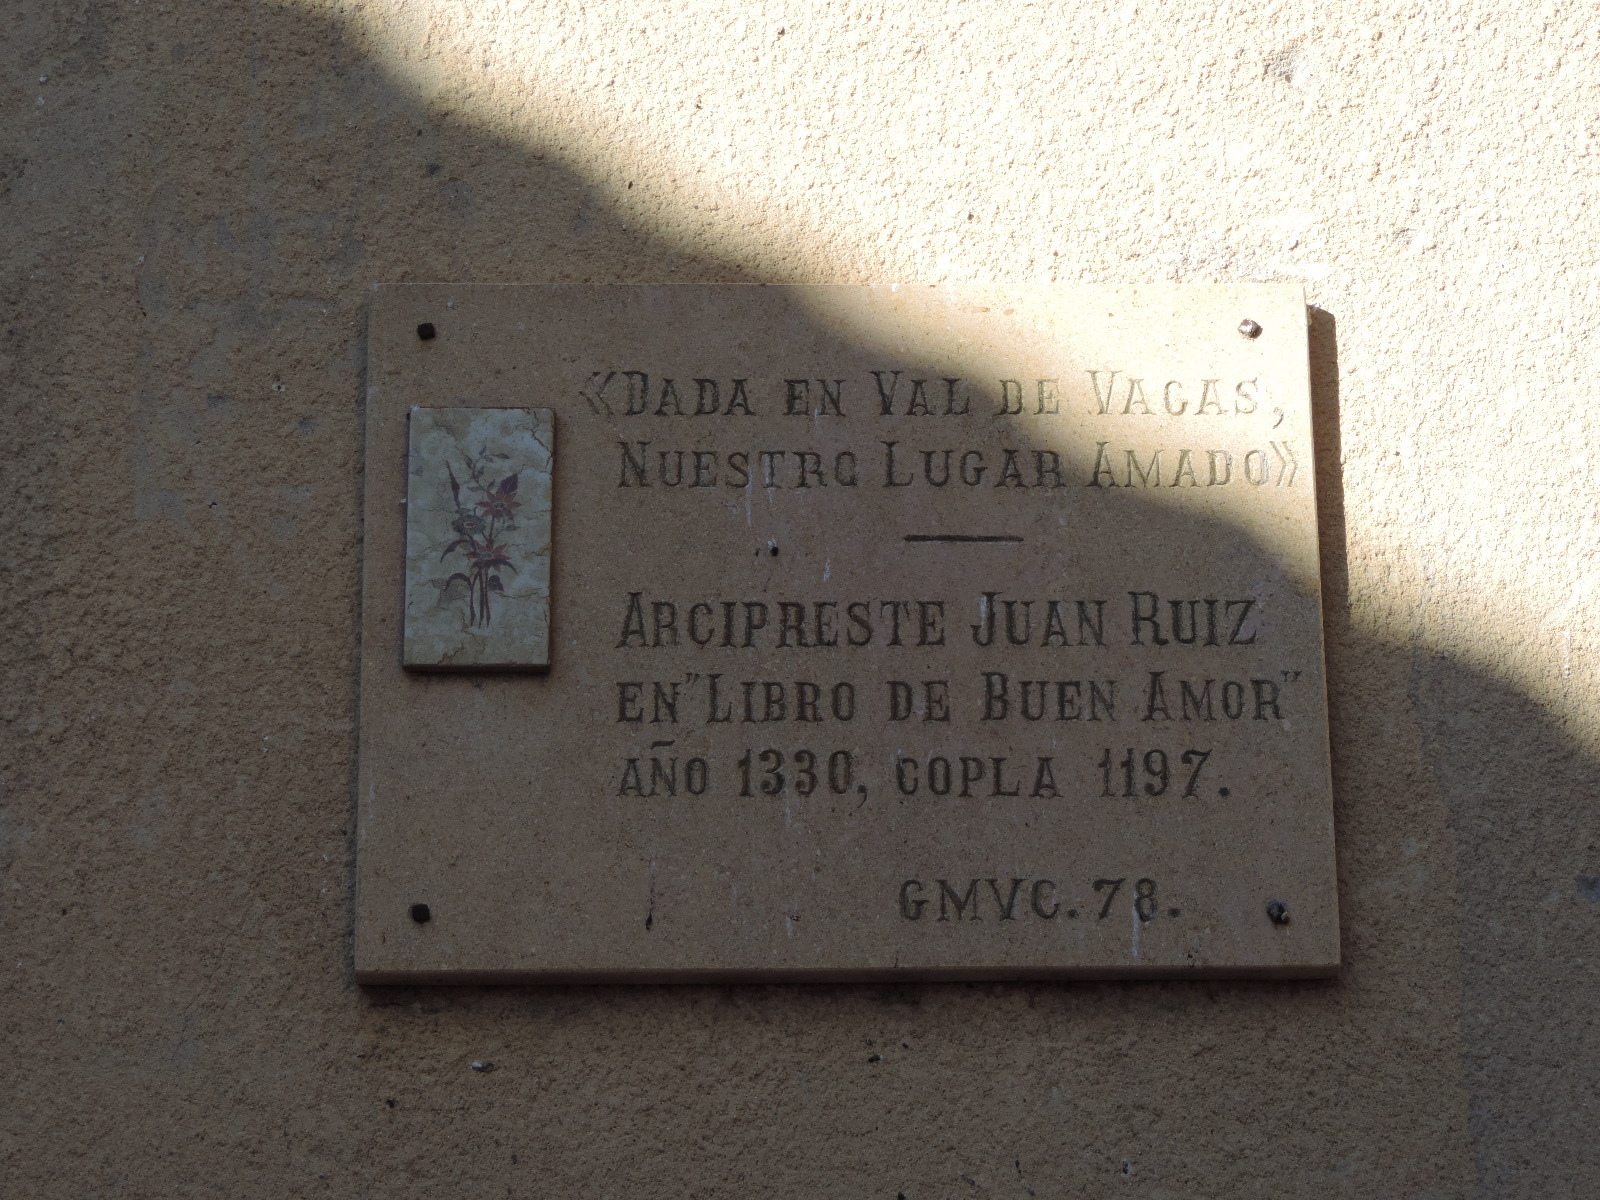 «DADA EN VAL DE VACAS,
NUESTRO LUGAR AMADO»
ARCIPRESTE JUAN RUIZ
EN "LIBRO DE BUEN AMOR"
AÑO 1330, COPLA 1197.
GMVC. 78.